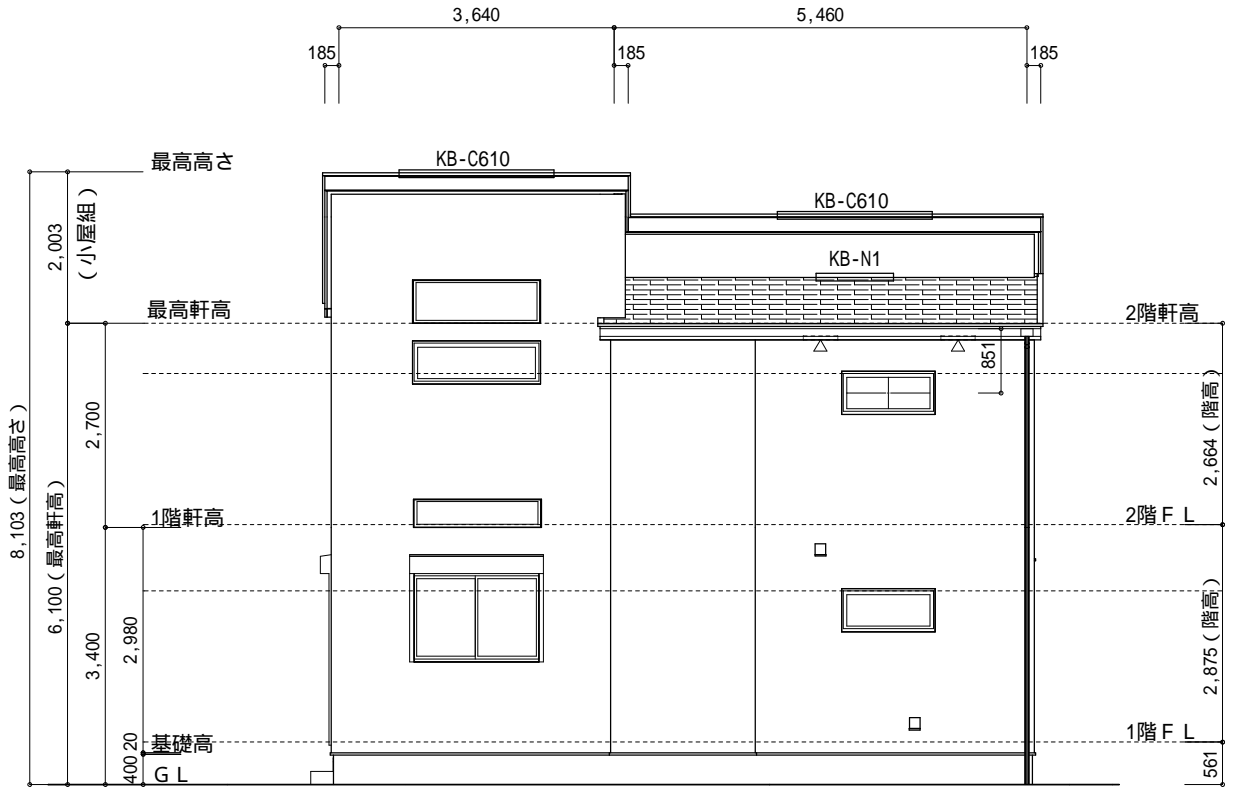 3,640
5,460
185
185
185
最高高さ
KB-C610
KB-C610
KB-N1
2,003
(小屋組)
最高軒高
2階軒高
851
2,700
2,664(階高)
8,103(最高高さ)
6,100(最高軒高)
1階軒高
2階FL
3,400
2,980
2,875(階高)
基礎高
1階FL
20
400
GL
561